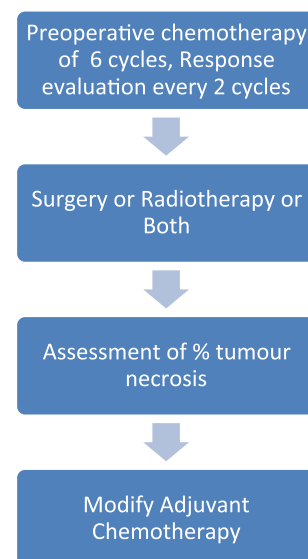 Preoperative chemotherapy
of  6 cycles, Response
evaluation every 2 cycles
Surgery or Radiotherapy or
Both
Assessment of % tumour
necrosis
Modify Adjuvant
Chemotherapy